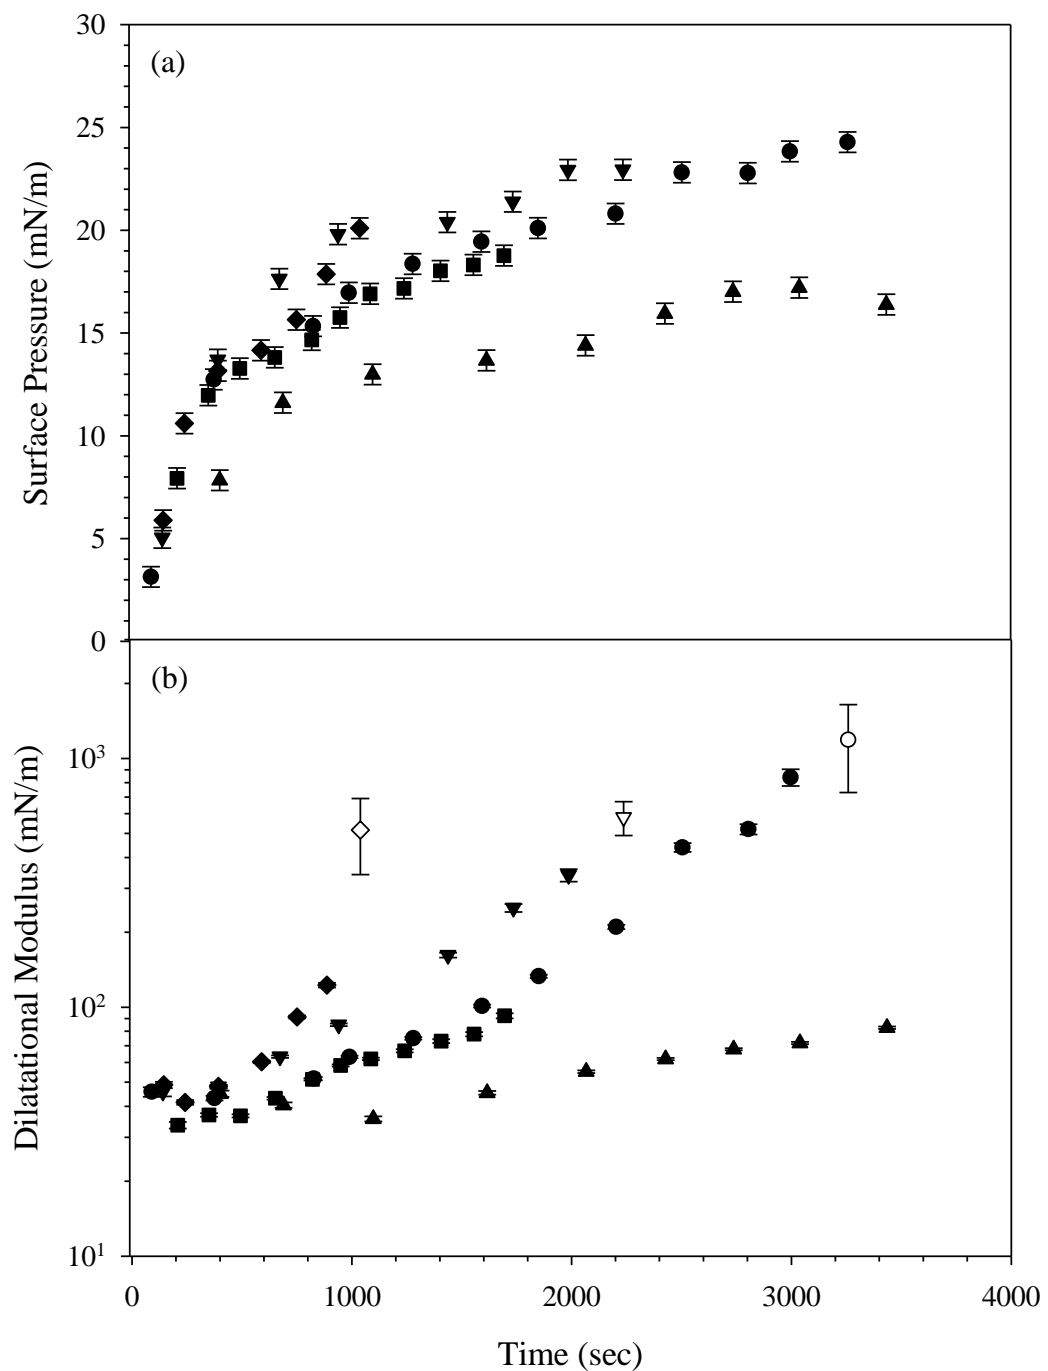 30
(a)
25
20
15
10
5
0
Surface Pressure (mN/m)
(b)
10³
10²
10¹
Dilatational Modulus (mN/m)
0 1000 2000 3000 4000
Time (sec)